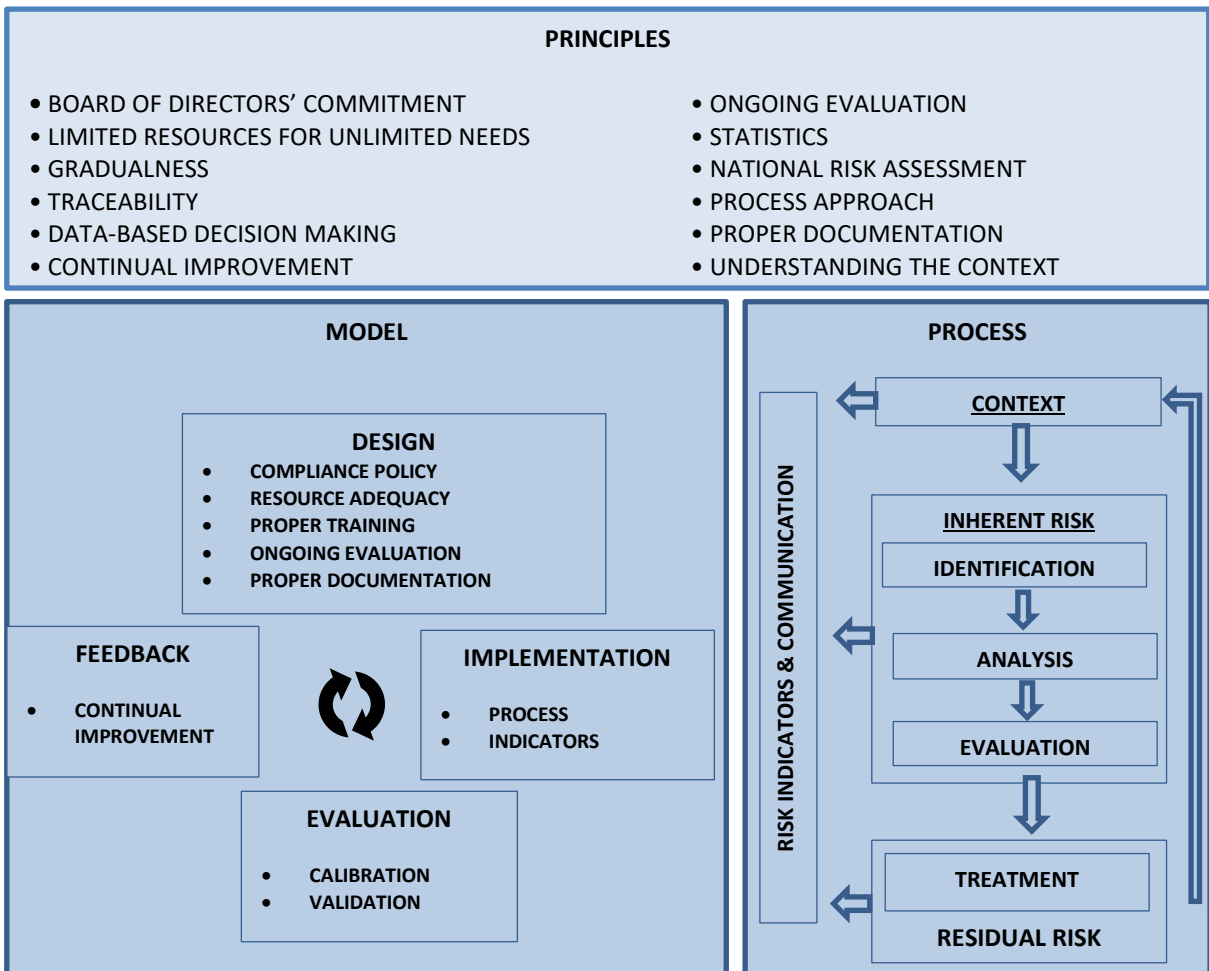 PRINCIPLES
• BOARD OF DIRECTORS’ COMMITMENT
• LIMITED RESOURCES FOR UNLIMITED NEEDS
• GRADUALNESS
• TRACEABILITY
• DATA-BASED DECISION MAKING
• CONTINUAL IMPROVEMENT
• ONGOING EVALUATION
• STATISTICS
• NATIONAL RISK ASSESSMENT
• PROCESS APPROACH
• PROPER DOCUMENTATION
• UNDERSTANDING THE CONTEXT
MODEL
DESIGN
• COMPLIANCE POLICY
• RESOURCE ADEQUACY
• PROPER TRAINING
• ONGOING EVALUATION
• PROPER DOCUMENTATION
FEEDBACK
• CONTINUAL
IMPROVEMENT
IMPLEMENTATION
• PROCESS
• INDICATORS
EVALUATION
• CALIBRATION
• VALIDATION
PROCESS
RISK INDICATORS & COMMUNICATION
CONTEXT
INHERENT RISK
IDENTIFICATION
ANALYSIS
EVALUATION
TREATMENT
RESIDUAL RISK